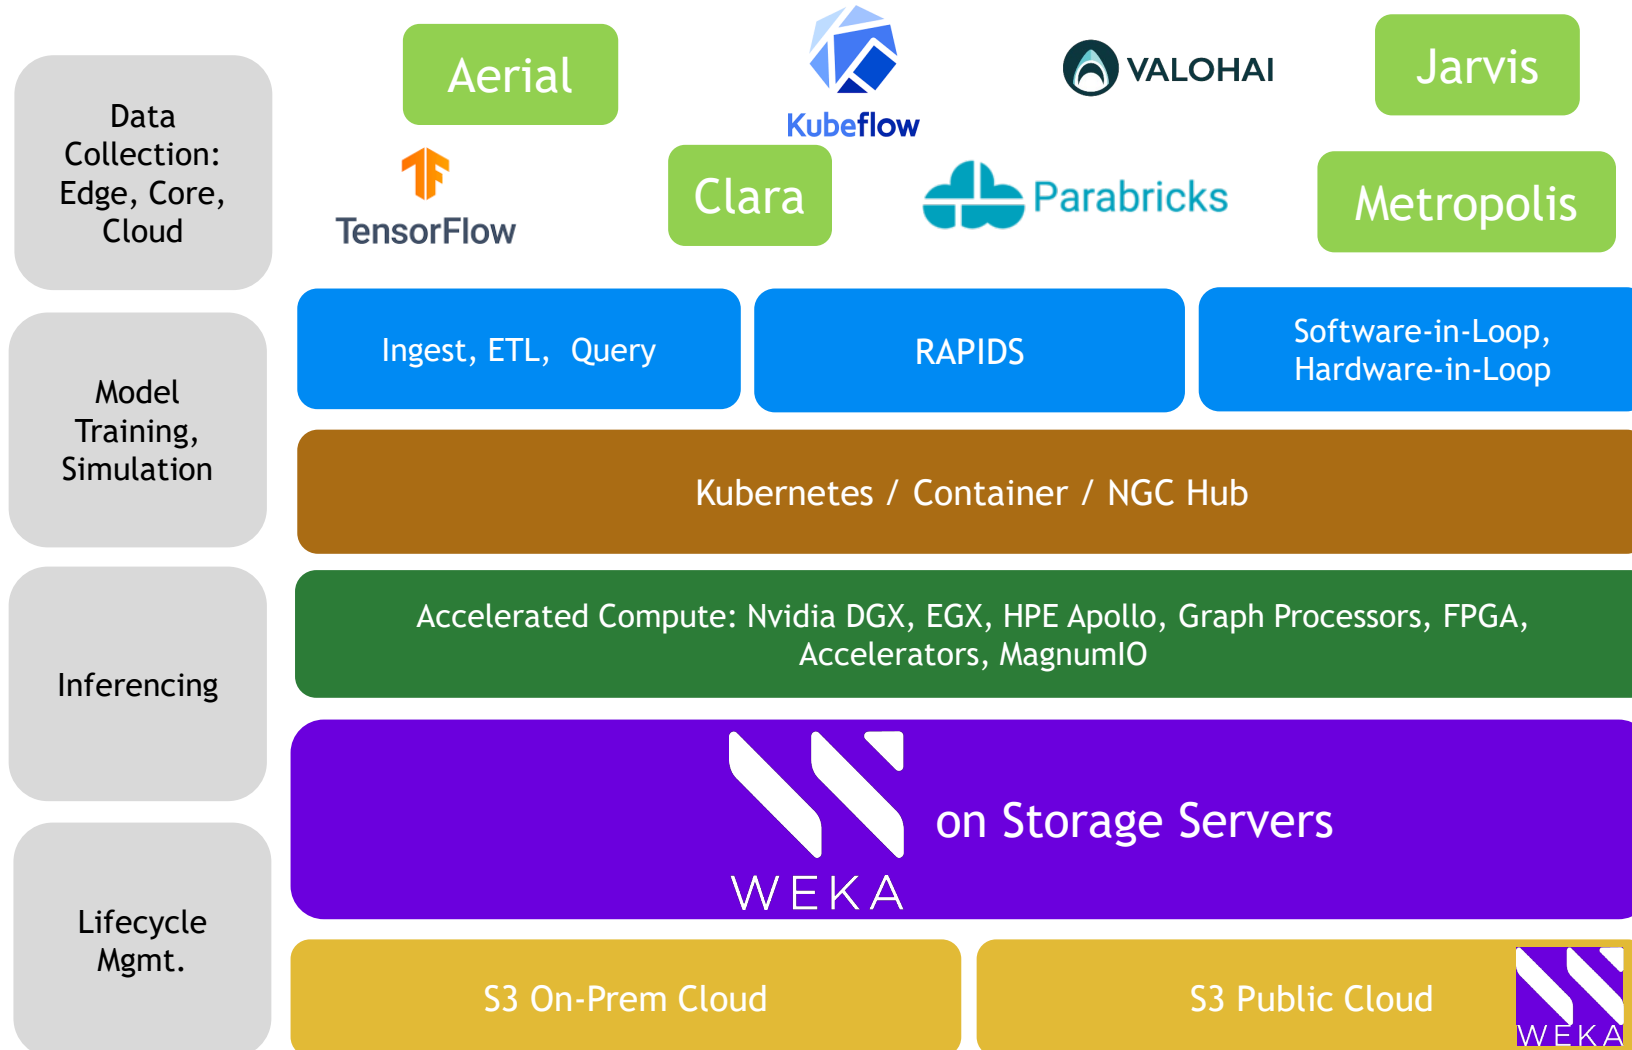 Data
Collection:
Edge, Core,
Cloud
Model
Training,
Simulation
Inferencing
Lifecycle
Mgmt.
Aerial
Kubeflow
VALOHAI
Jarvis
TensorFlow
Clara
Parabricks
Metropolis
Ingest, ETL,  Query
RAPIDS
Software-in-Loop,
Hardware-in-Loop
Kubernetes / Container / NGC Hub
Accelerated Compute: Nvidia DGX, EGX, HPE Apollo, Graph Processors, FPGA,
Accelerators, MagnumIO
WEKA
on Storage Servers
S3 On-Prem Cloud
S3 Public Cloud
WEKA